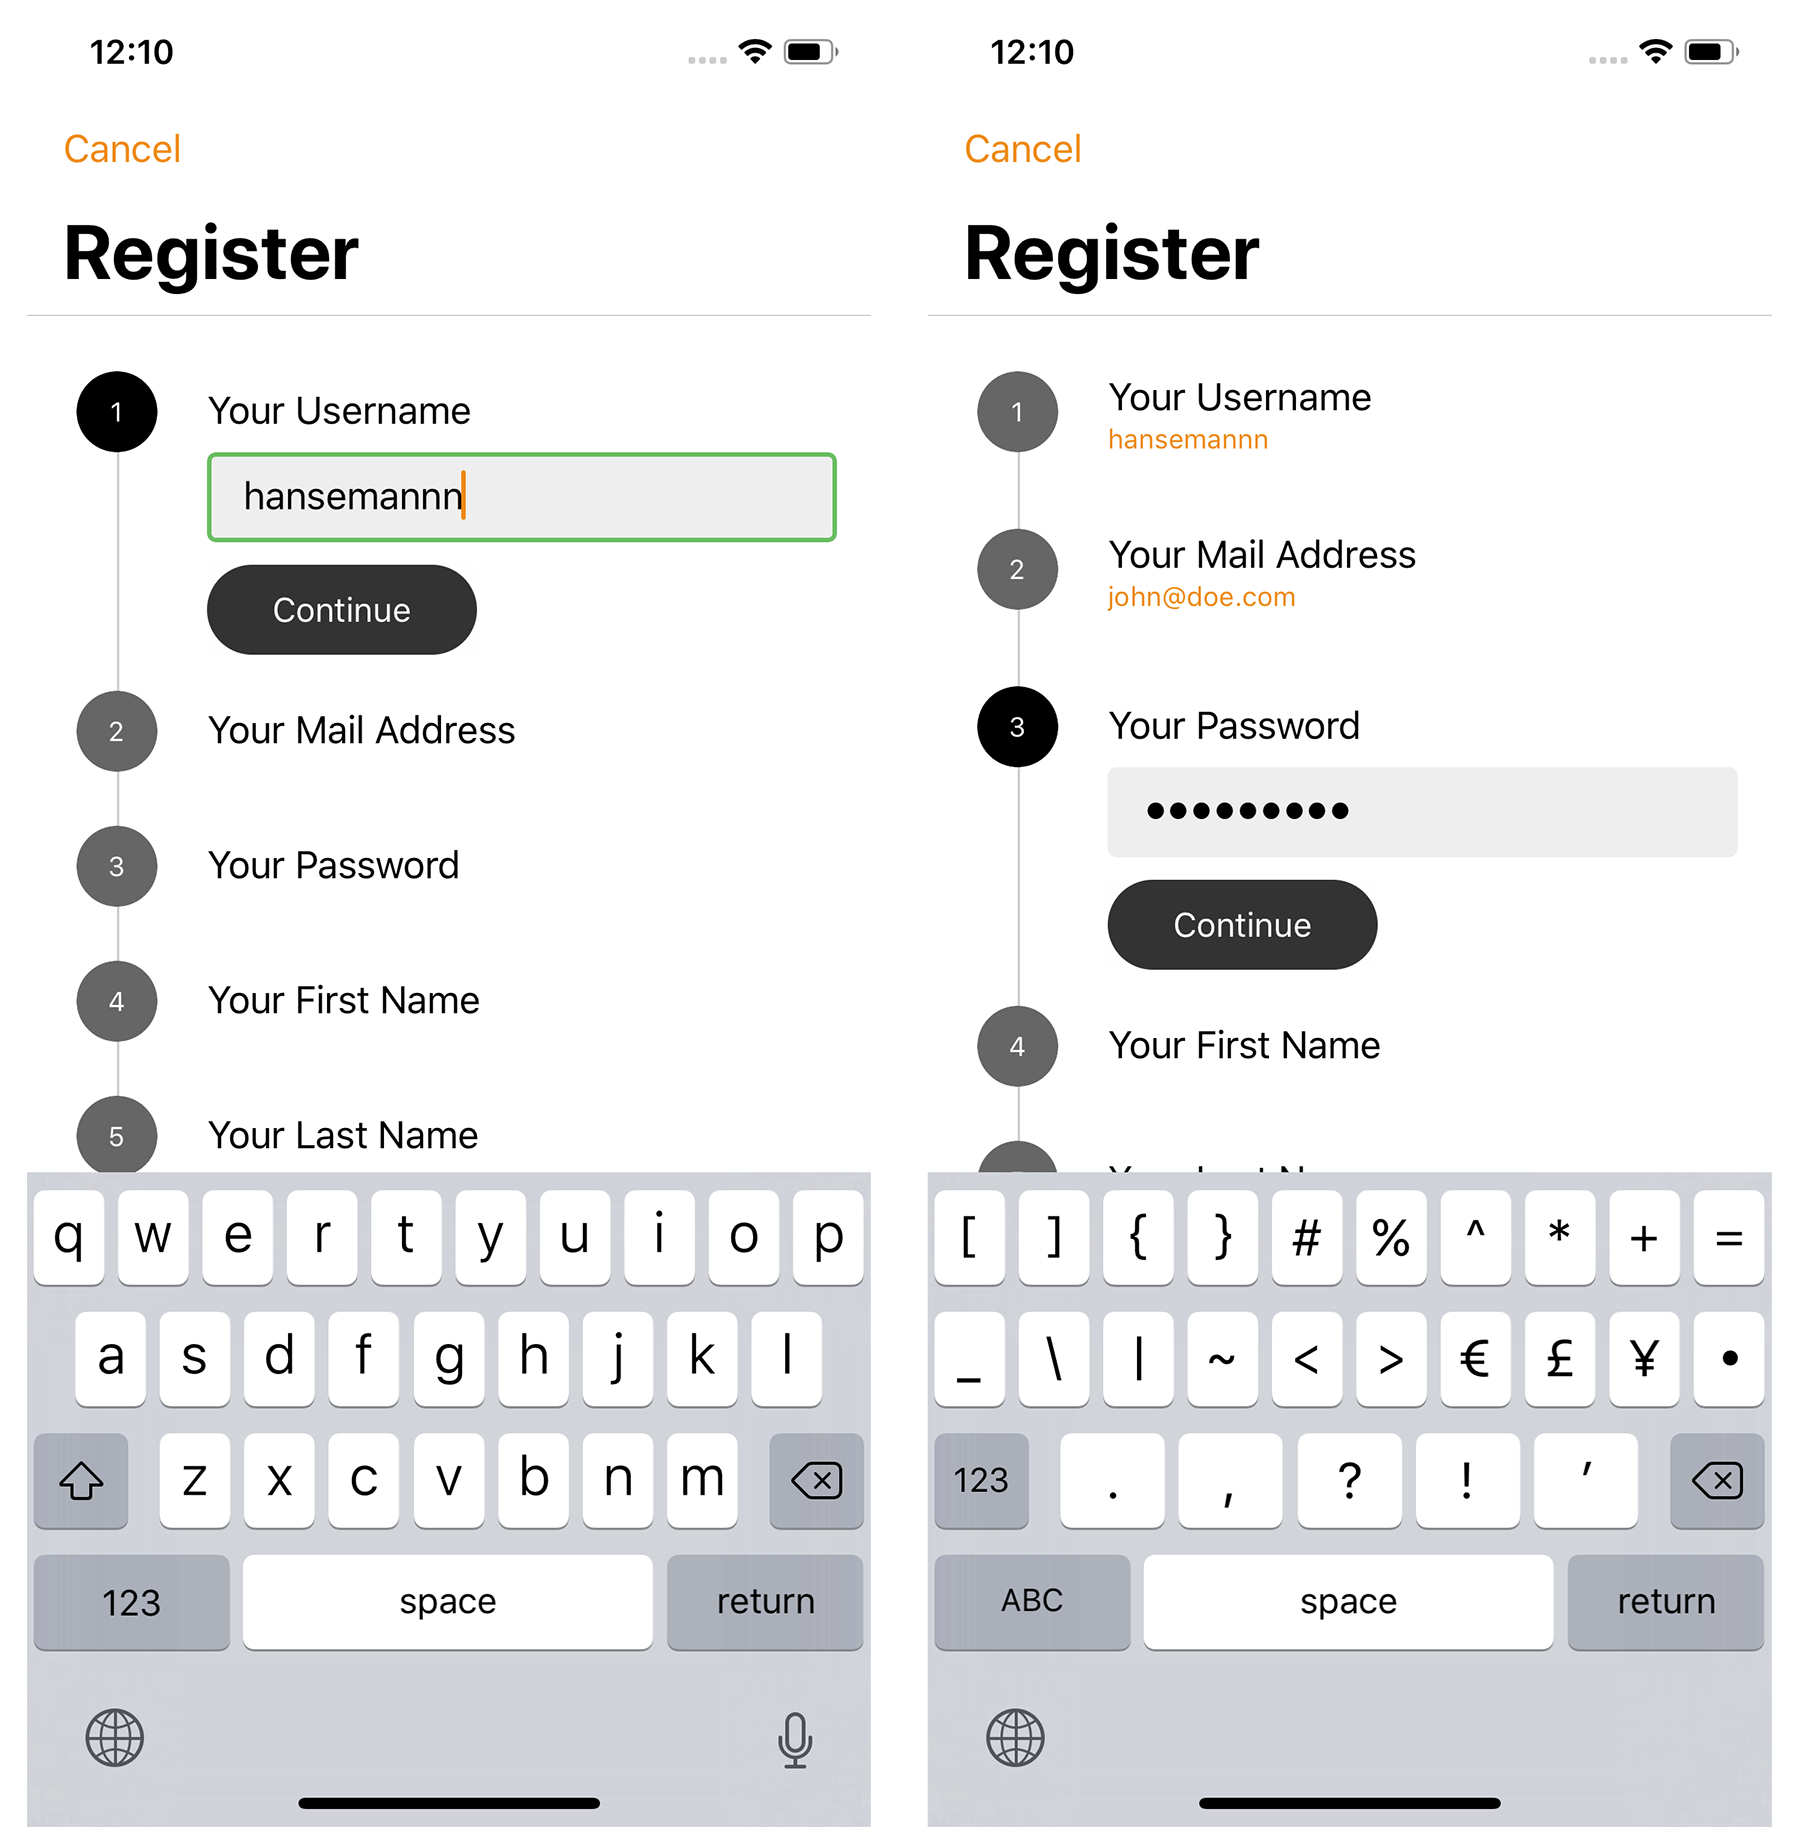 12:10
Cancel
Register
1 Your Username
hansemannn
Continue
2 Your Mail Address
3 Your Password
4 Your First Name
5 Your Last Name
q w e r t y u i o p
a s d f g h j k l
z x c v b n m
123 space return
12:10
Cancel
Register
1 Your Username
hansemannn
2 Your Mail Address
john@doe.com
3 Your Password
•••••••••
Continue
4 Your First Name
[ ] { } # % ^ * + =
_ \ | ~ < > € £ ¥ •
123 . , ? ! ’
ABC space return